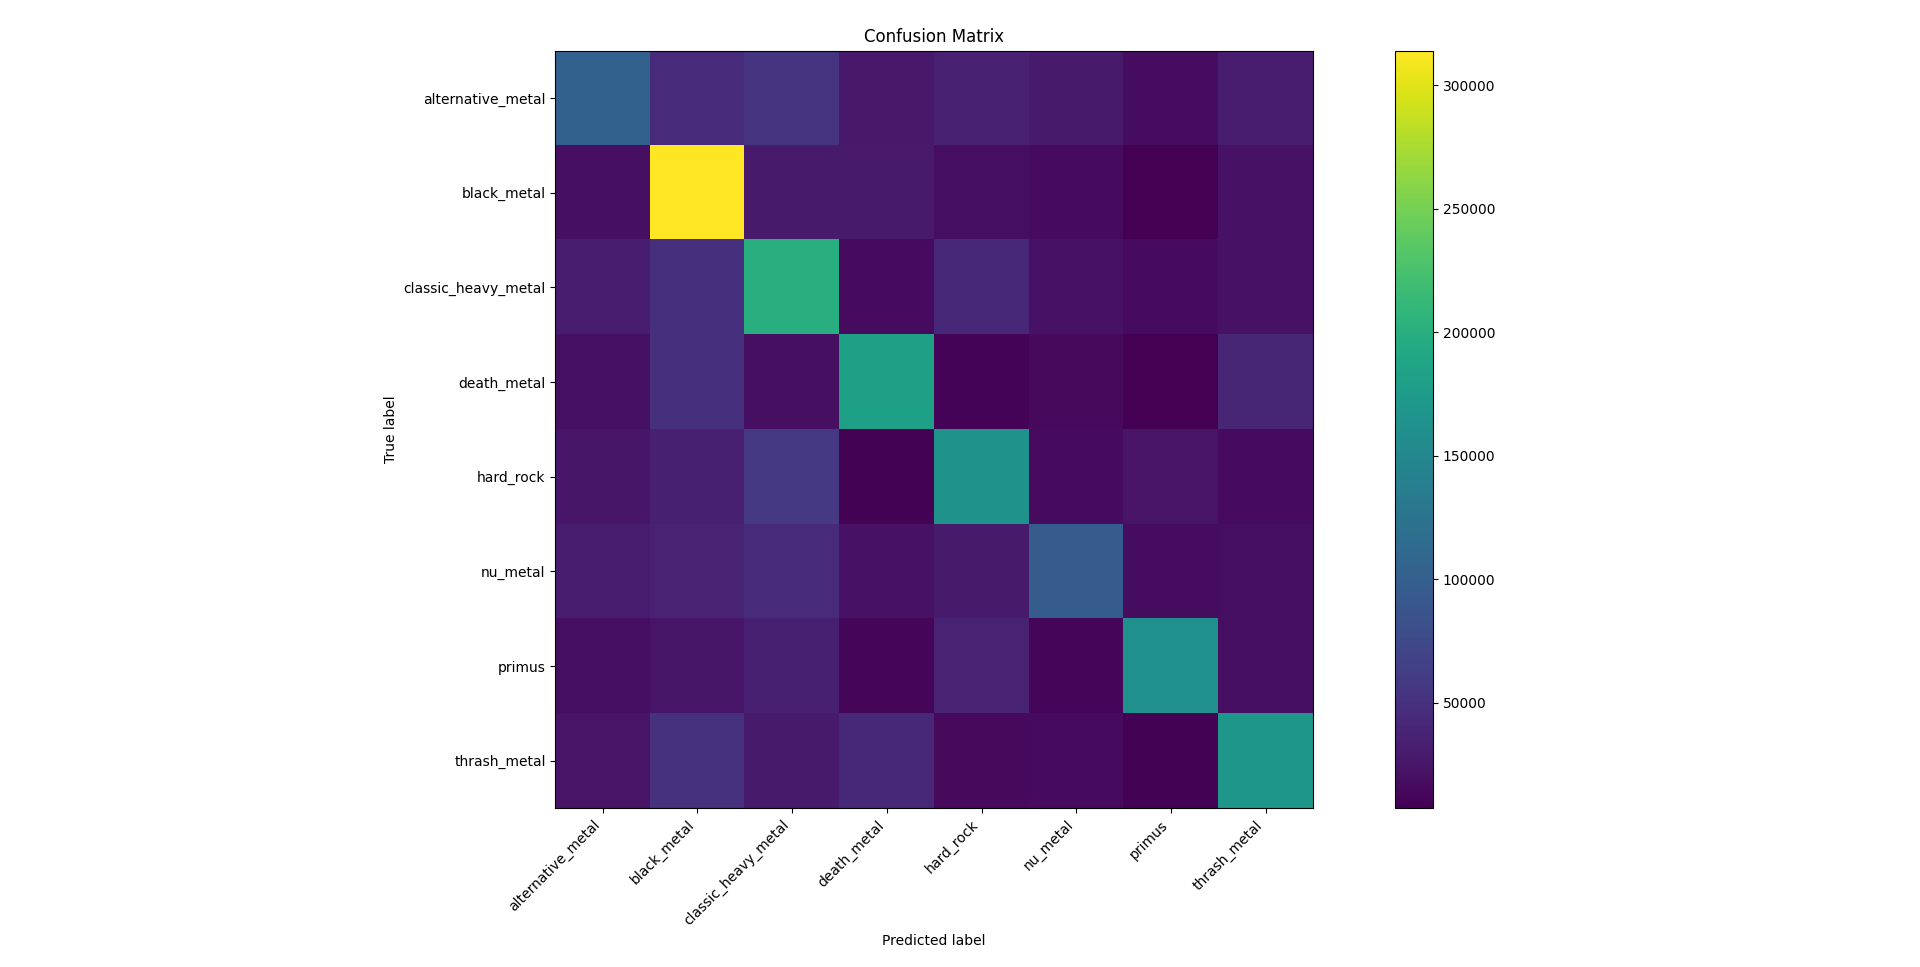 Confusion Matrix
True label
alternative_metal
black_metal
classic_heavy_metal
death_metal
hard_rock
nu_metal
primus
thrash_metal
alternative_metal
black_metal
classic_heavy_metal
death_metal
hard_rock
nu_metal
primus
thrash_metal
Predicted label
300000
250000
200000
150000
100000
50000